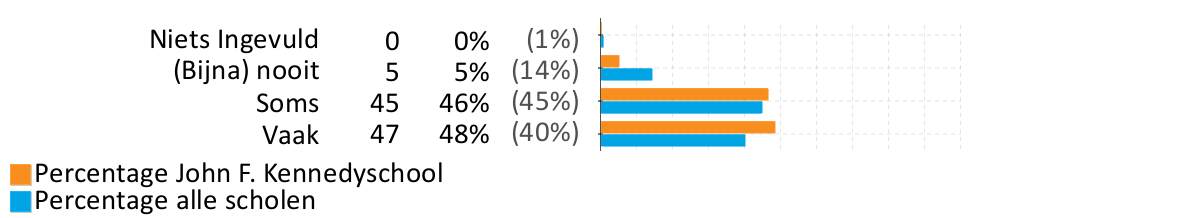 Niets Ingevuld 0 0% (1%)
(Bijna) nooit 5 5% (14%)
Soms 45 46% (45%)
Vaak 47 48% (40%)
Percentage John F. Kennedyschool
Percentage alle scholen